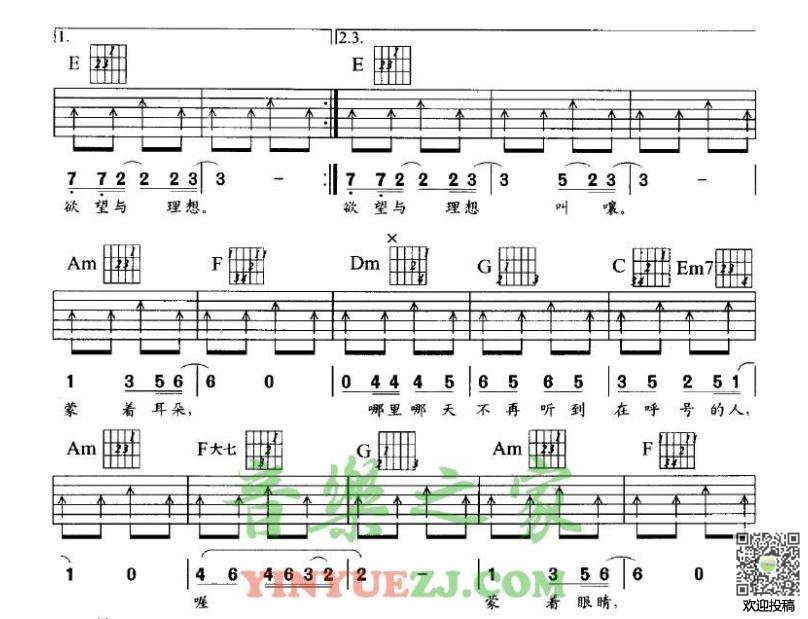 1. 2.3.
E E
7 7 2 2 2 3 3 - 7 7 2 2 2 3 3 5 2 3 3 -
欲 望 与 理 想。 欲 望 与 理 想 叫 嚷。
Am F Dm G C Em7
1 3 5 6 6 0 0 4 4 4 5 6 5 6 5 3 5 2 5 1
蒙 着 耳 朵, 哪 里 哪 天 不 再 听 到 在 呼 号 的 人,
Am F大七 G Am F
音樂之家
1 0 4 6 4 6 3 2 2 - 1 3 5 6 6 0
YINYUEZJ.COM
喔 蒙 着 眼 睛,
欢迎投稿